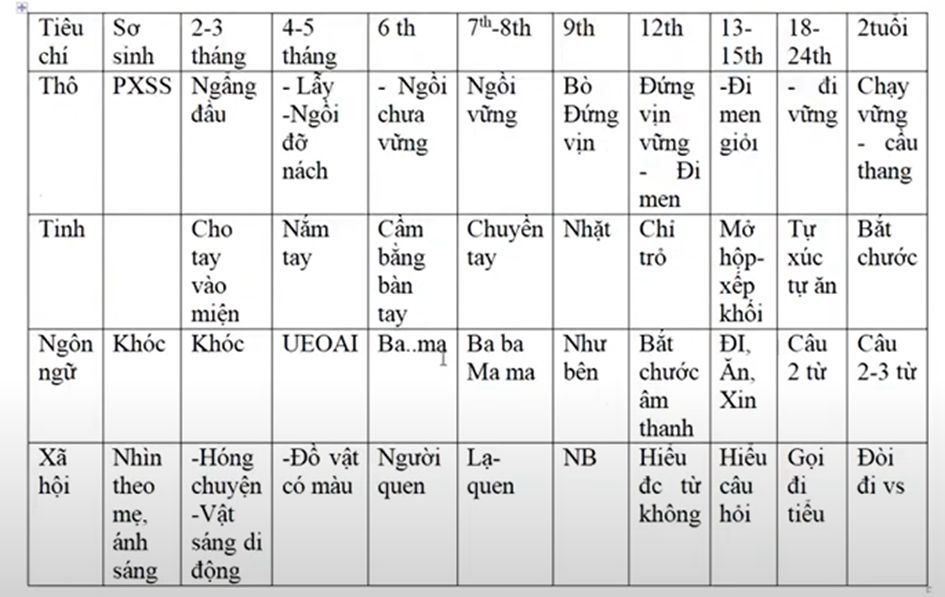 Tiêu chí
Sơ sinh
2-3 tháng
4-5 tháng
6 th
7th-8th
9th
12th
13-15th
18-24th
2tuổi
Thô
PXSS
Ngẩng đầu
- Lẫy
-Ngồi đỡ nách
- Ngồi chưa vững
Ngồi vững
Bò Đứng vịn
Đứng vịn vững
- Đi men
-Đi men giỏi
- đi vững
Chạy vững
- cầu thang
Tinh
Cho tay vào miện
Nắm tay
Cầm bằng bàn tay
Chuyền tay
Nhặt
Chỉ trỏ
Mở hộp-xếp khối
Tự xúc tự ăn
Bắt chước
Ngôn ngữ
Khóc
Khóc
UEOAI
Ba..ma
Ba ba
Ma ma
Như bên
Bắt chước âm thanh
ĐI, Ăn, Xin
Câu 2 từ
Câu 2-3 từ
Xã hội
Nhìn theo mẹ, ánh sáng
-Hóng chuyện
-Vật sáng di động
-Đồ vật có màu
Người quen
Lạ-quen
NB
Hiểu đc từ không
Hiểu câu hỏi
Gọi đi tiểu
Đòi đi vs